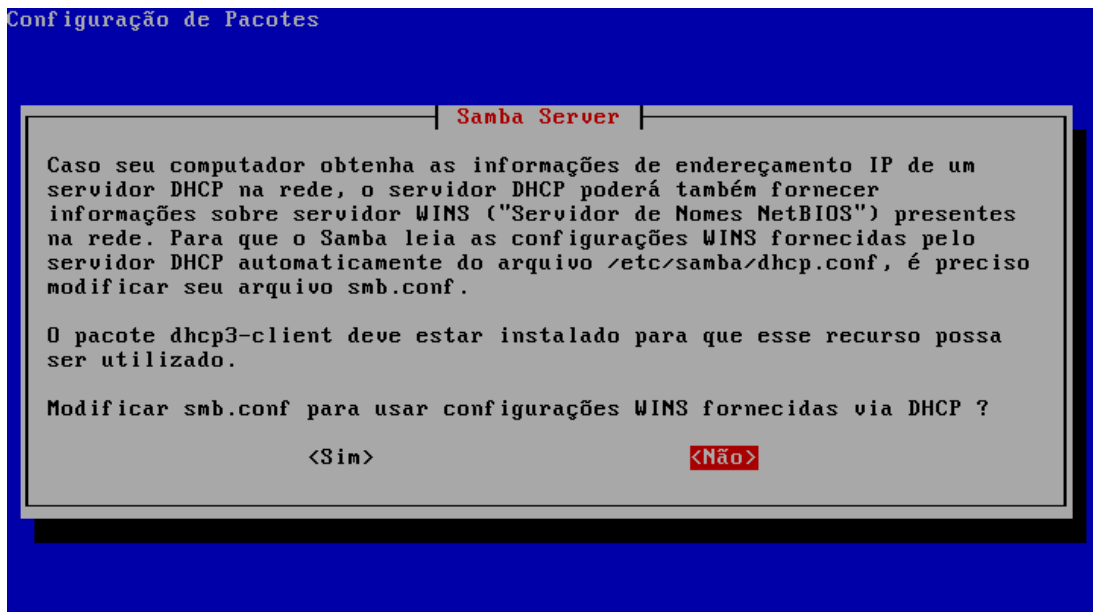 Configuração de Pacotes
Samba Server
Caso seu computador obtenha as informações de endereçamento IP de um
servidor DHCP na rede, o servidor DHCP poderá também fornecer
informações sobre servidor WINS ("Servidor de Nomes NetBIOS") presentes
na rede. Para que o Samba leia as configurações WINS fornecidas pelo
servidor DHCP automaticamente do arquivo /etc/samba/dhcp.conf, é preciso
modificar seu arquivo smb.conf.
O pacote dhcp3-client deve estar instalado para que esse recurso possa
ser utilizado.
Modificar smb.conf para usar configurações WINS fornecidas via DHCP ?
<Sim> <Não>